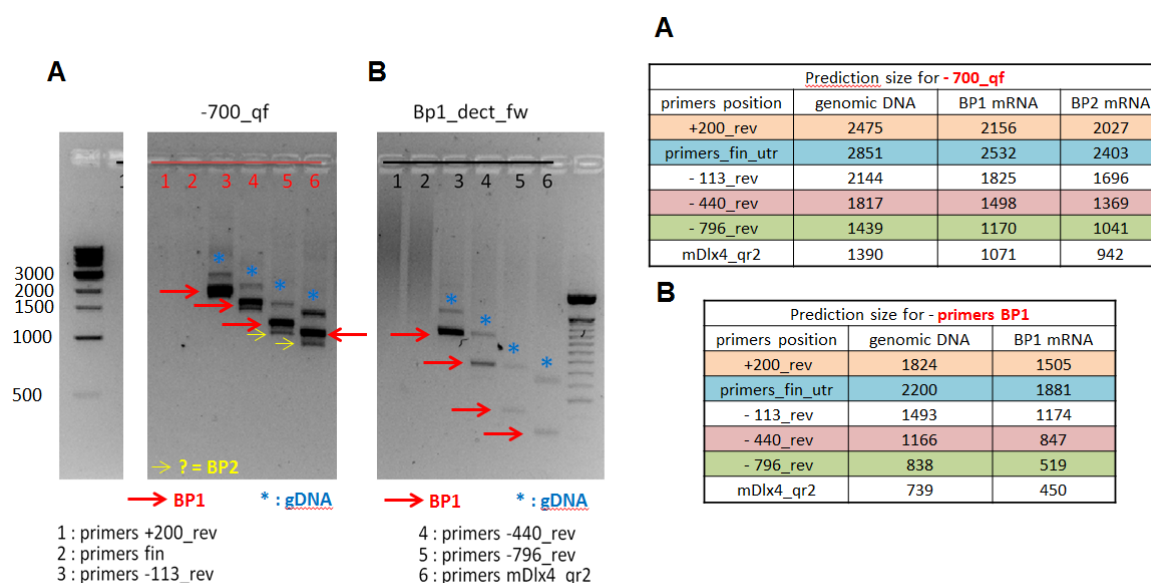 A
B
-700_qf
Bp1_dect_fw
1 1 2 3 4 5 6
1 2 3 4 5 6
* * * *
* * * *
3000
2000
1500
1000
500
→ ? = BP2
→ BP1 * : gDNA
→ BP1 * : gDNA
1 : primers +200_rev
2 : primers fin
3 : primers -113_rev
4 : primers -440_rev
5 : primers -796_rev
6 : primers mDlx4_qr2
A
Prediction size for - 700_qf
primers position genomic DNA BP1 mRNA BP2 mRNA
+200_rev 2475 2156 2027
primers_fin_utr 2851 2532 2403
- 113_rev 2144 1825 1696
- 440_rev 1817 1498 1369
- 796_rev 1439 1170 1041
mDlx4_qr2 1390 1071 942
B
Prediction size for - primers BP1
primers position genomic DNA BP1 mRNA
+200_rev 1824 1505
primers_fin_utr 2200 1881
- 113_rev 1493 1174
- 440_rev 1166 847
- 796_rev 838 519
mDlx4_qr2 739 450